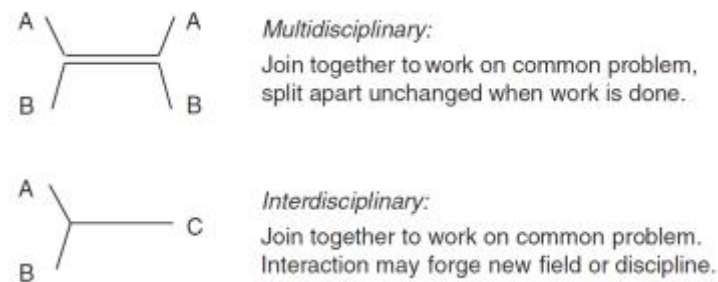 A A
Multidisciplinary:
Join together to work on common problem,
split apart unchanged when work is done.
B B
A
Interdisciplinary:
C
Join together to work on common problem.
Interaction may forge new field or discipline.
B